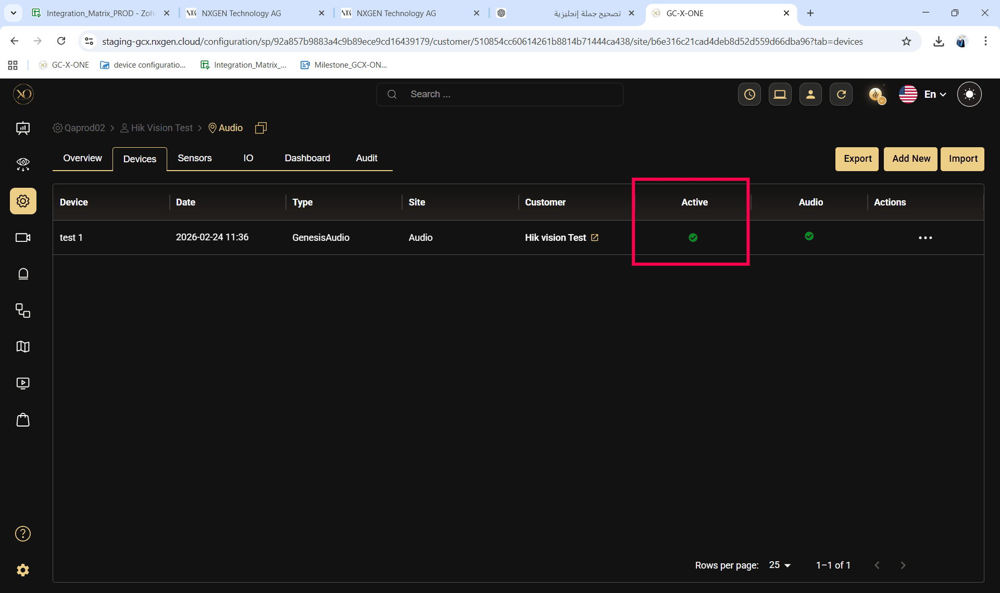 Integration_Matrix_PROD - Zoh
NXGEN Technology AG
NXGEN Technology AG
تصحيح جملة إنجليزية
GC-X-ONE
staging-gcx.nxgen.cloud/configuration/sp/92a857b9883a4c9b89ece9cd16439179/customer/510854cc60614261b8814b71444ca438/site/b6e316c21cad4deb8d52d559d66dba96?tab=devices
GC-X-ONE
device configuratio...
Integration_Matrix_...
Milestone_GCX-ON...
XO
Search ...
En
Qaprod02
Hik Vision Test
Audio
Overview
Devices
Sensors
IO
Dashboard
Audit
Export
Add New
Import
Device Date Type Site Customer Active Audio Actions
test 1 2026-02-24 11:36 GenesisAudio Audio Hik vision Test
Rows per page: 25 1–1 of 1